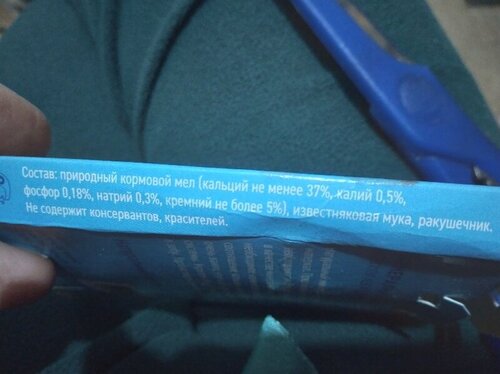 Состав: природный кормовой мел (кальций не менее 37%, калий 0,5%,
фосфор 0,18%, натрий 0,3%, кремний не более 5%), известняковая мука, ракушечник.
Не содержит консервантов, красителей.